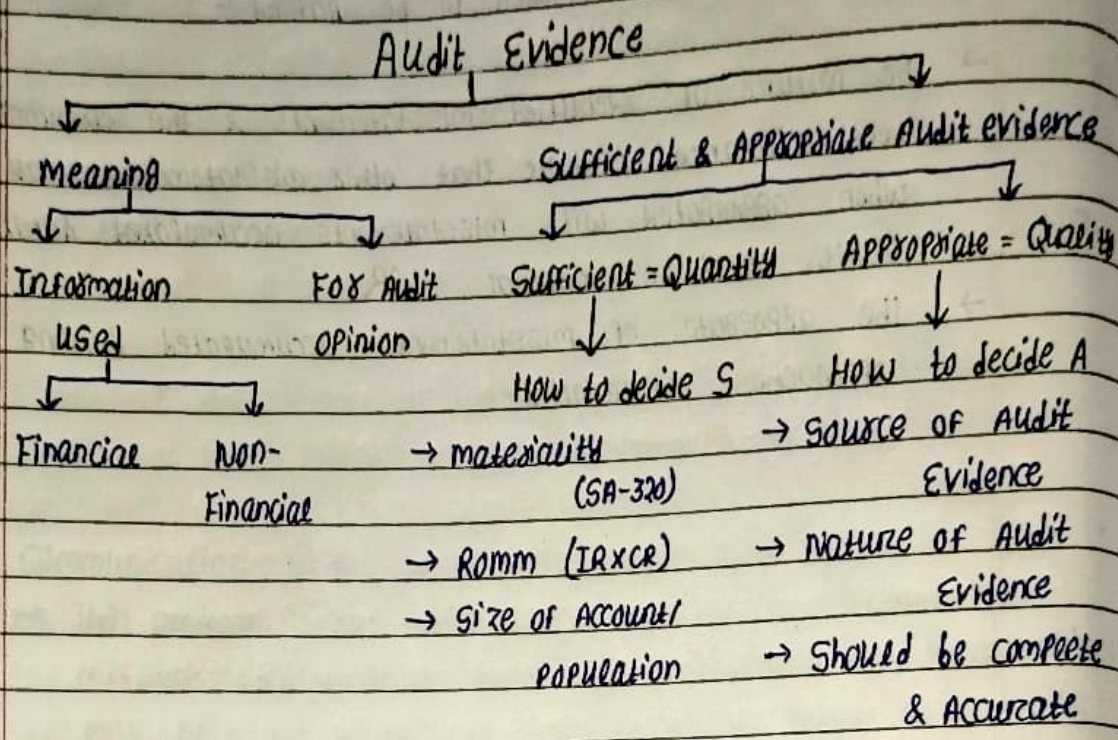 Audit Evidence
Meaning
Sufficient & Appropriate Audit evidence
Information
used
For Audit
opinion
Sufficient = Quantity
Appropriate = Quality
How to decide S
How to decide A
Financial
Non-
Financial
→ materiality
(SA-320)
→ Romm (IRXCR)
→ Size of Account/
population
→ Source of Audit
Evidence
→ Nature of Audit
Evidence
→ Should be complete
& Accurate